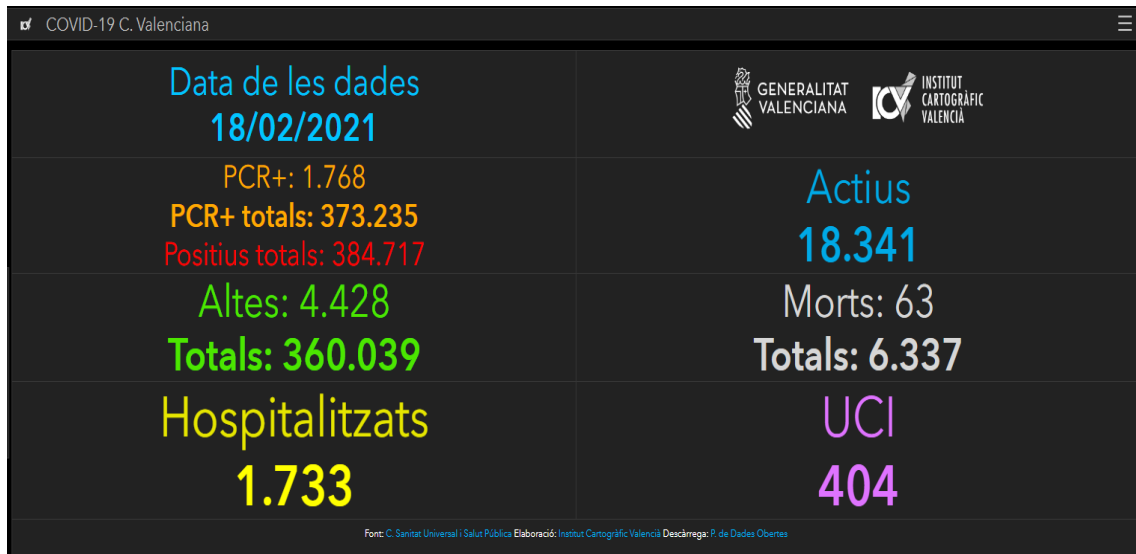 COVID-19 C. Valenciana
Data de les dades
18/02/2021
GENERALITAT
VALENCIANA
INSTITUT
CARTOGRÀFIC
VALENCIÀ
PCR+: 1.768
PCR+ totals: 373.235
Positius totals: 384.717
Actius
18.341
Altes: 4.428
Totals: 360.039
Morts: 63
Totals: 6.337
Hospitalitzats
1.733
UCI
404
Font: C. Sanitat Universal i Salut Pública Elaboració: Institut Cartogràfic Valencià Descàrrega: P. de Dades Obertes